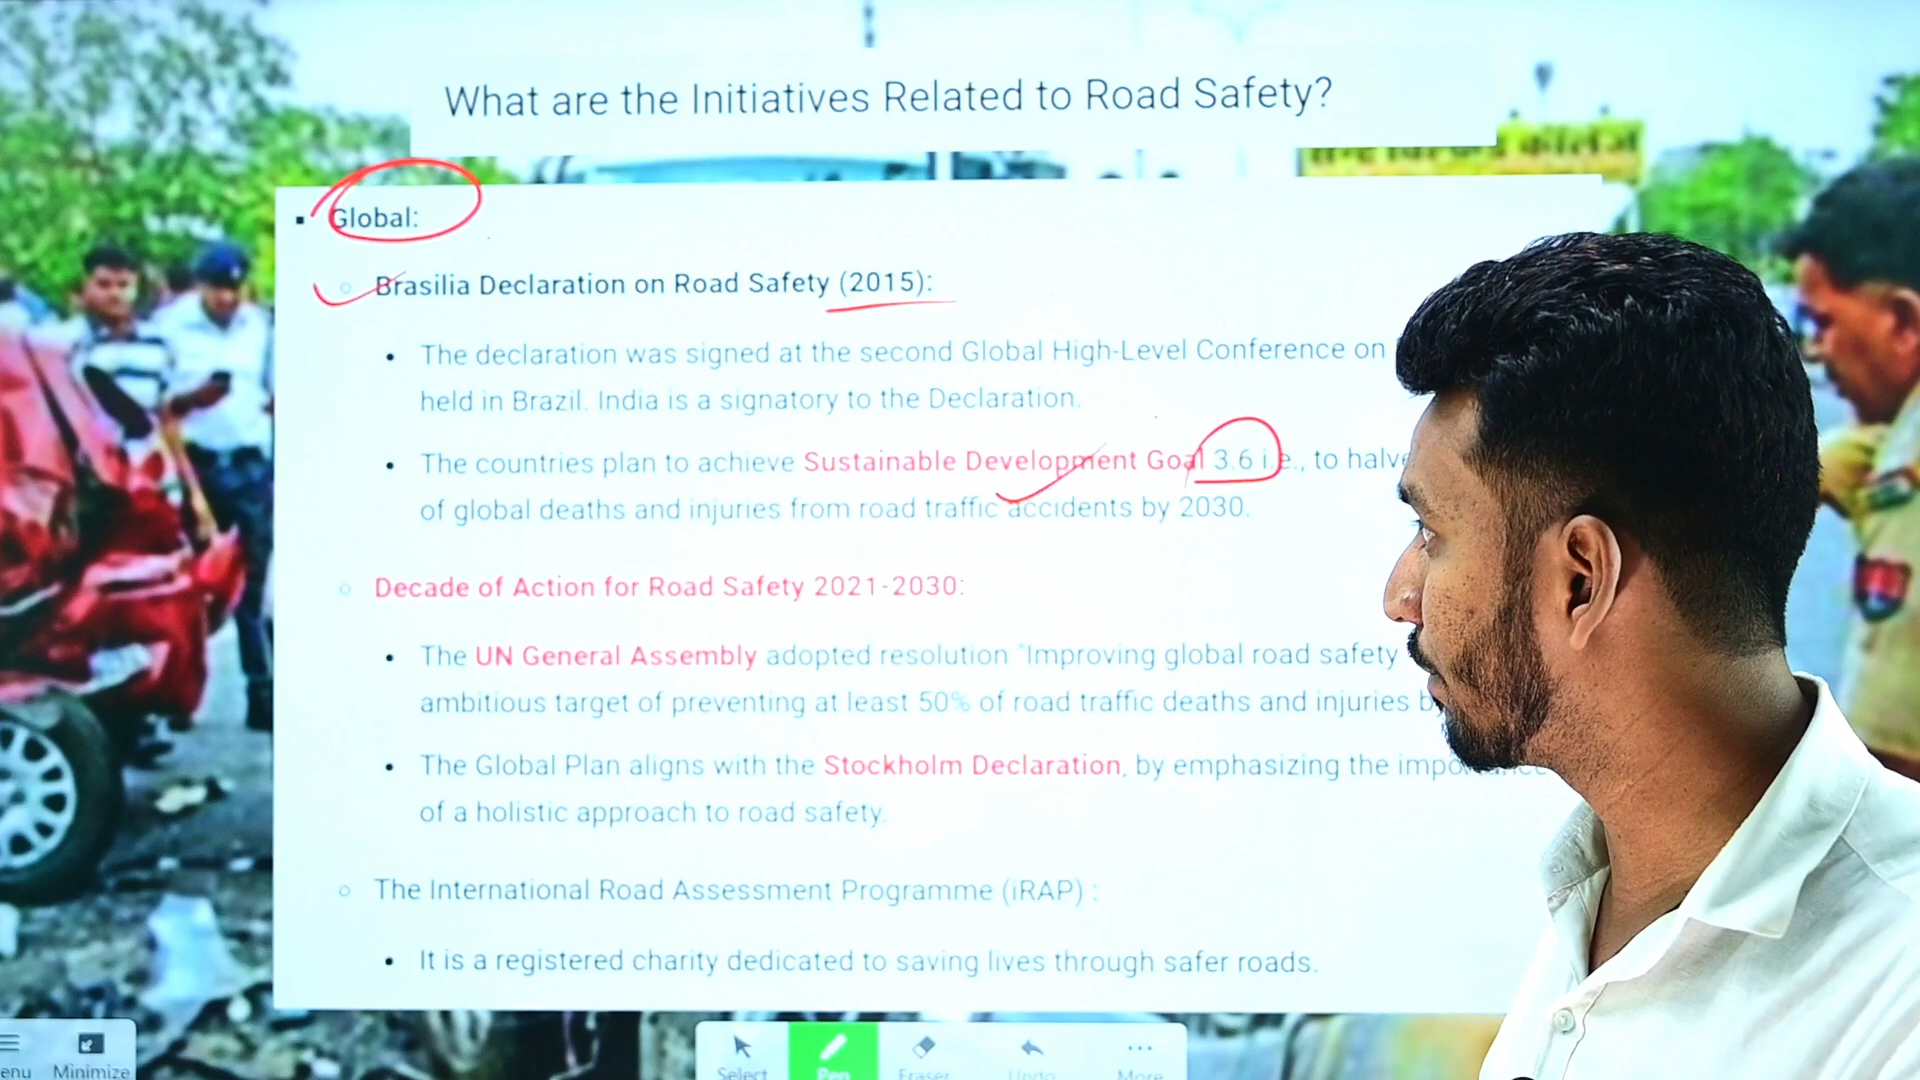 What are the Initiatives Related to Road Safety?
Global:
Brasilia Declaration on Road Safety (2015):
The declaration was signed at the second Global High-Level Conference on
held in Brazil. India is a signatory to the Declaration.
The countries plan to achieve Sustainable Development Goal 3.6 i.e., to halve
of global deaths and injuries from road traffic accidents by 2030.
Decade of Action for Road Safety 2021-2030:
The UN General Assembly adopted resolution "Improving global road safety
ambitious target of preventing at least 50% of road traffic deaths and injuries
The Global Plan aligns with the Stockholm Declaration, by emphasizing the
of a holistic approach to road safety.
The International Road Assessment Programme (iRAP) :
It is a registered charity dedicated to saving lives through safer roads.
Minimize
Select
Pen
Eraser
Undo
More